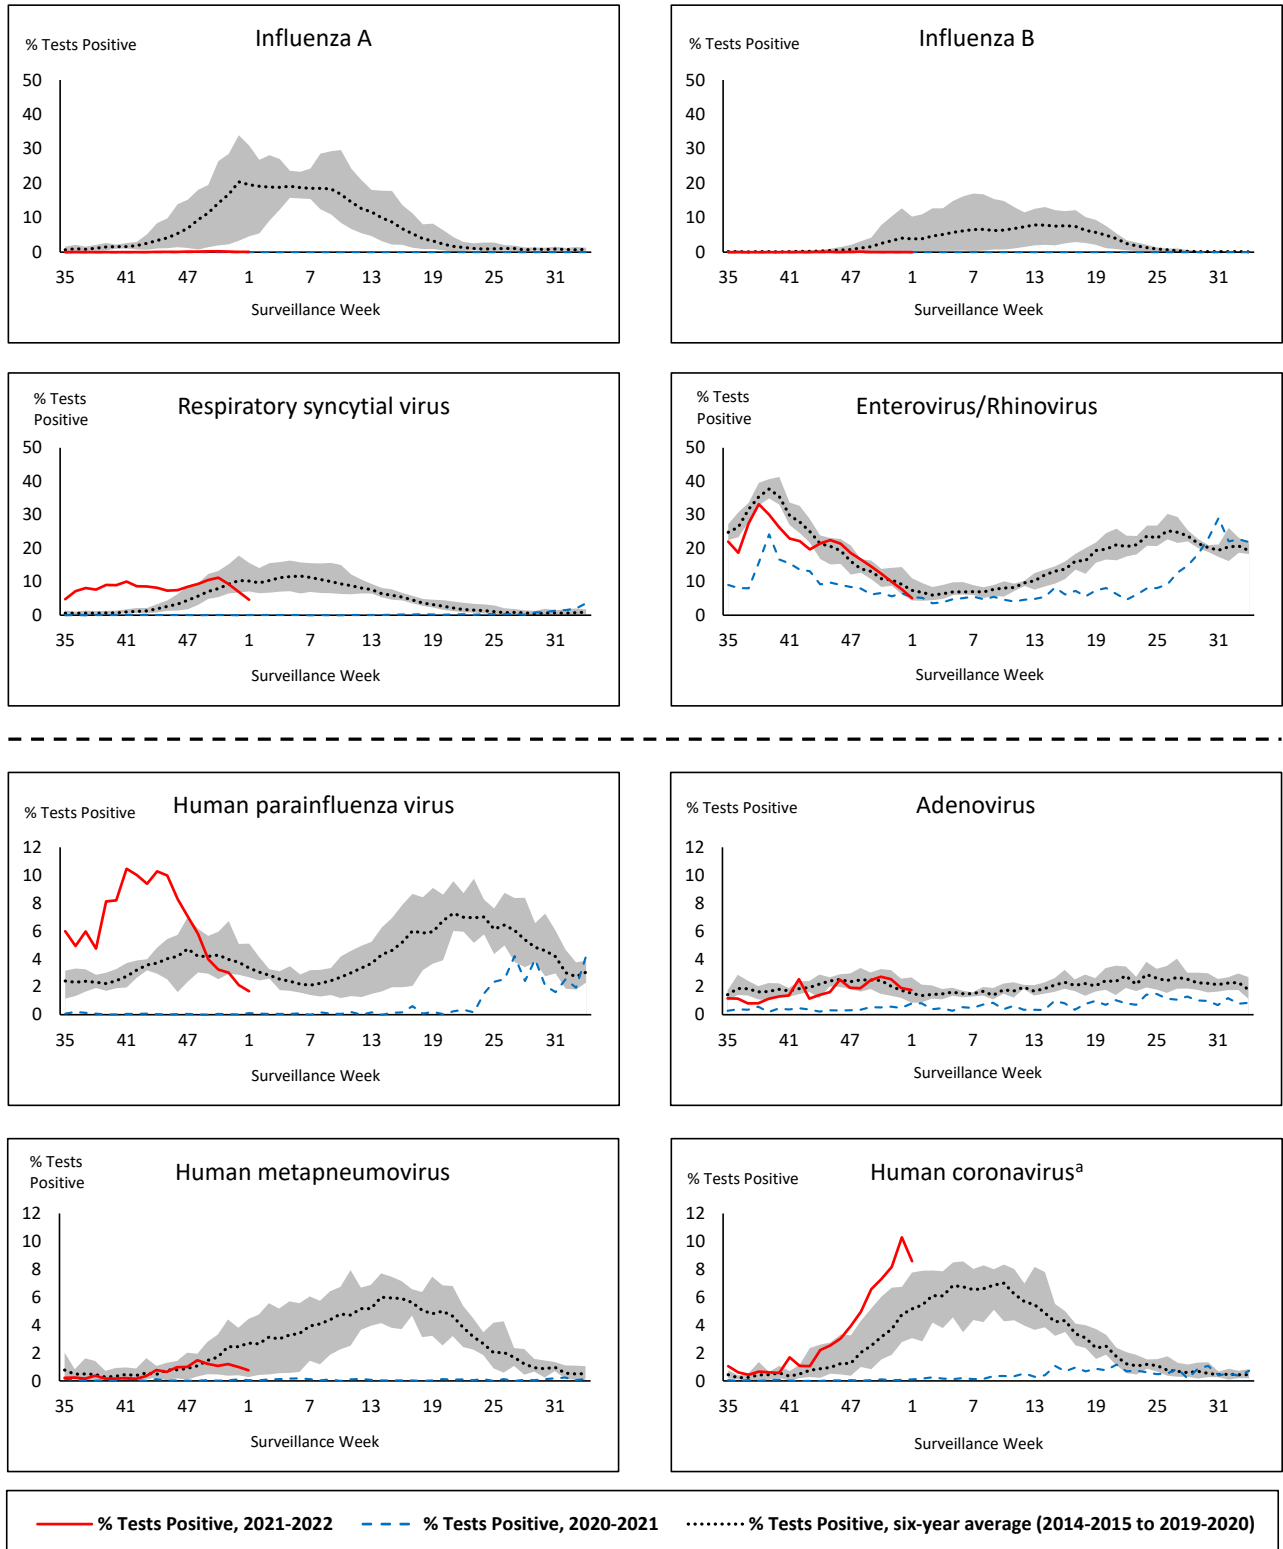 Influenza A
% Tests Positive
50
40
30
20
10
0
35 41 47 1 7 13 19 25 31
Surveillance Week
Influenza B
% Tests Positive
50
40
30
20
10
0
35 41 47 1 7 13 19 25 31
Surveillance Week
Respiratory syncytial virus
% Tests
Positive
50
40
30
20
10
0
35 41 47 1 7 13 19 25 31
Surveillance Week
Enterovirus/Rhinovirus
% Tests
Positive
50
40
30
20
10
0
35 41 47 1 7 13 19 25 31
Surveillance Week
Human parainfluenza virus
% Tests Positive
12
10
8
6
4
2
0
35 41 47 1 7 13 19 25 31
Surveillance Week
Adenovirus
% Tests Positive
12
10
8
6
4
2
0
35 41 47 1 7 13 19 25 31
Surveillance Week
Human metapneumovirus
% Tests
Positive
12
10
8
6
4
2
0
35 41 47 1 7 13 19 25 31
Surveillance Week
Human coronavirusᵃ
% Tests Positive
12
10
8
6
4
2
0
35 41 47 1 7 13 19 25 31
Surveillance Week
% Tests Positive, 2021-2022 % Tests Positive, 2020-2021 % Tests Positive, six-year average (2014-2015 to 2019-2020)